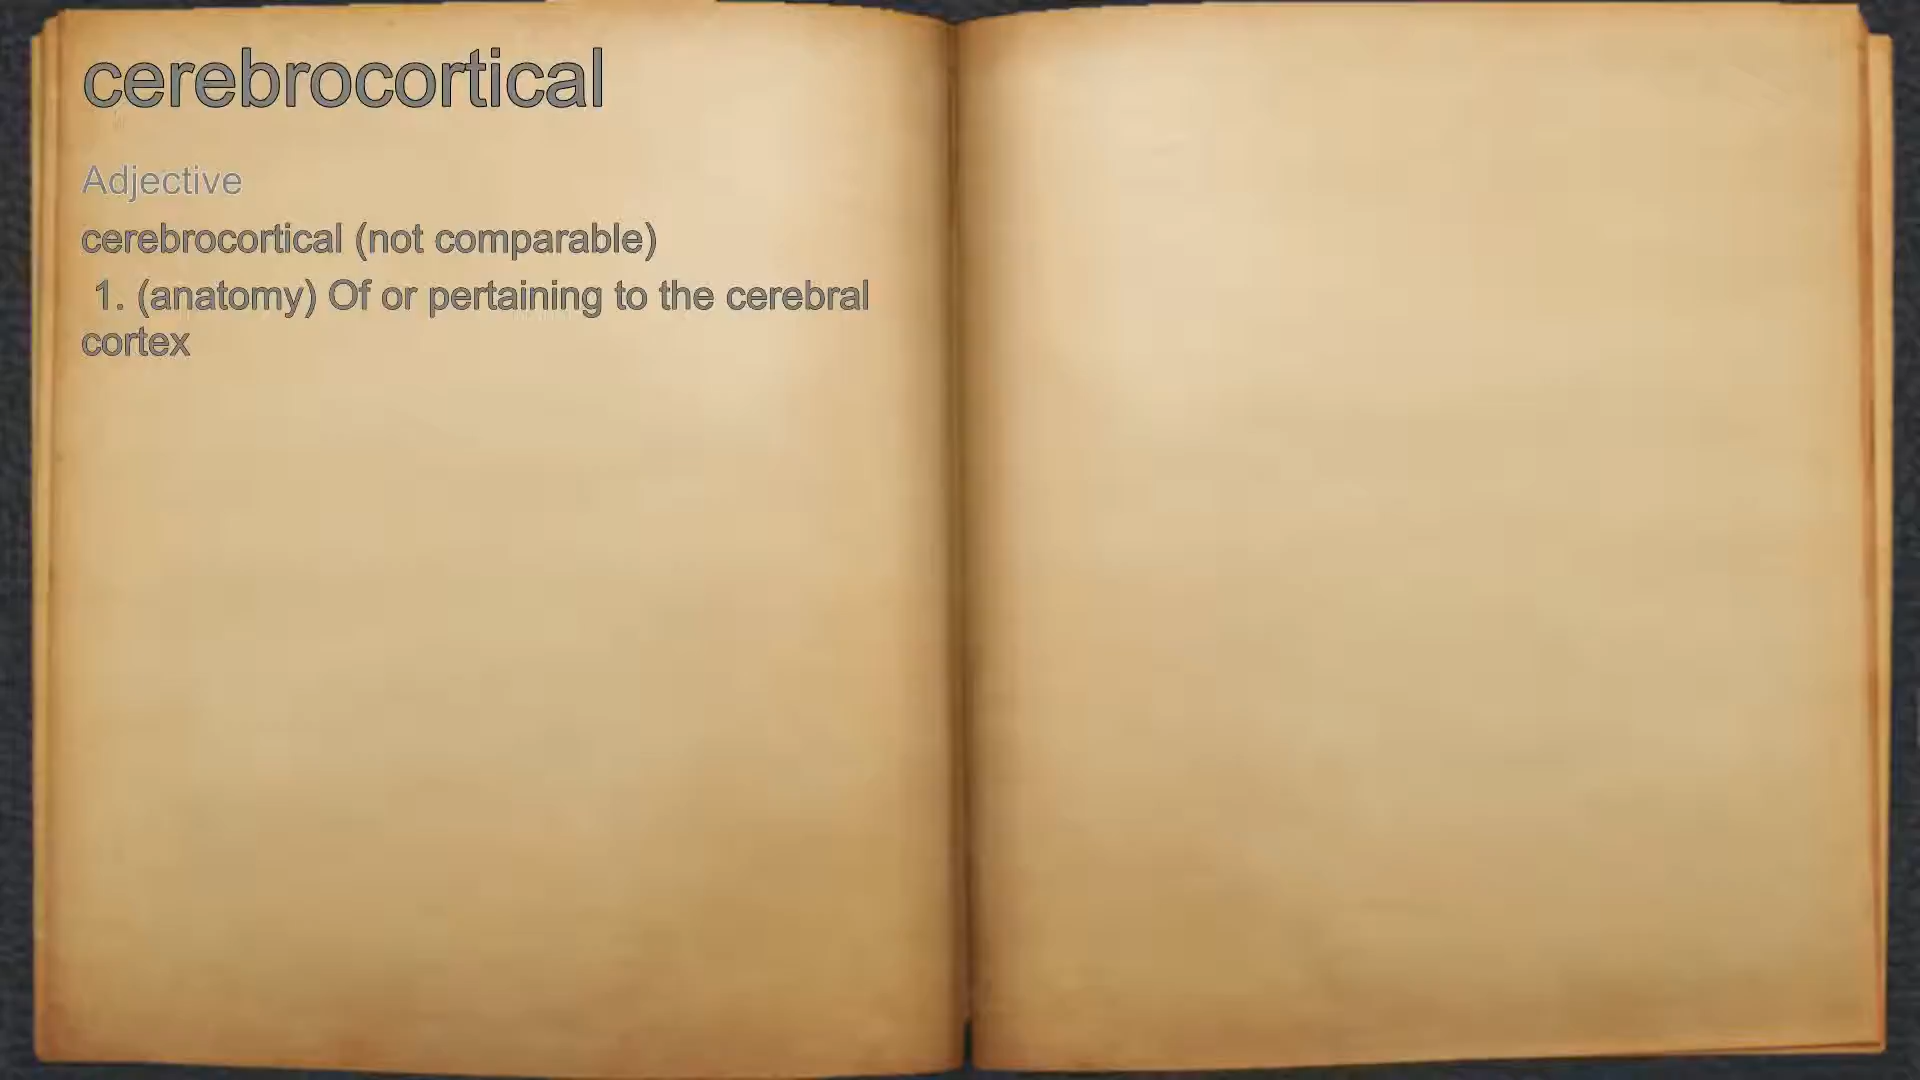 cerebrocortical
Adjective
cerebrocortical (not comparable)
1. (anatomy) Of or pertaining to the cerebral
cortex